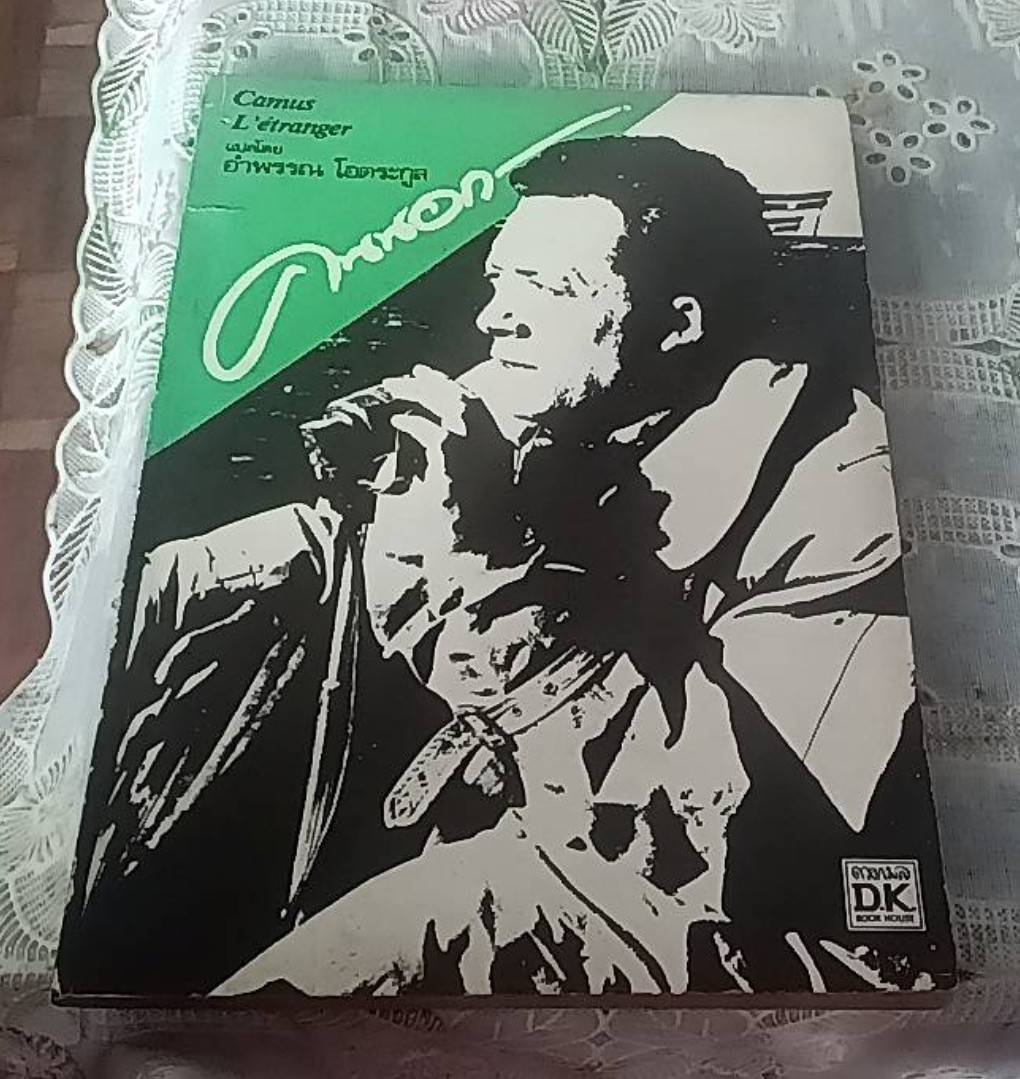 Camus
L'étranger
แปลโดย
อำพรรณ โอตระกูล
คนนอก
ดวงกมล
D.K.
BOOK HOUSE